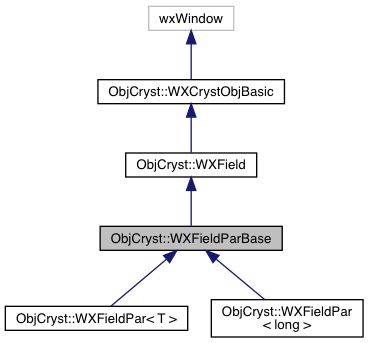 wxWindow
ObjCryst::WXCrystObjBasic
ObjCryst::WXField
ObjCryst::WXFieldParBase
ObjCryst::WXFieldPar< T >
ObjCryst::WXFieldPar
< long >